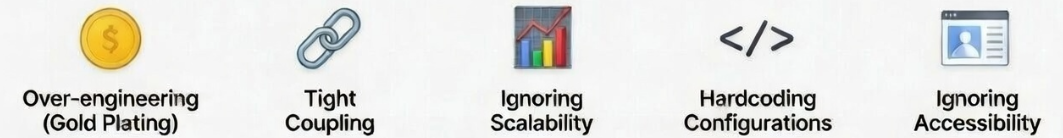 $
</>
Over-engineering
(Gold Plating)
Tight
Coupling
Ignoring
Scalability
Hardcoding
Configurations
Ignoring
Accessibility